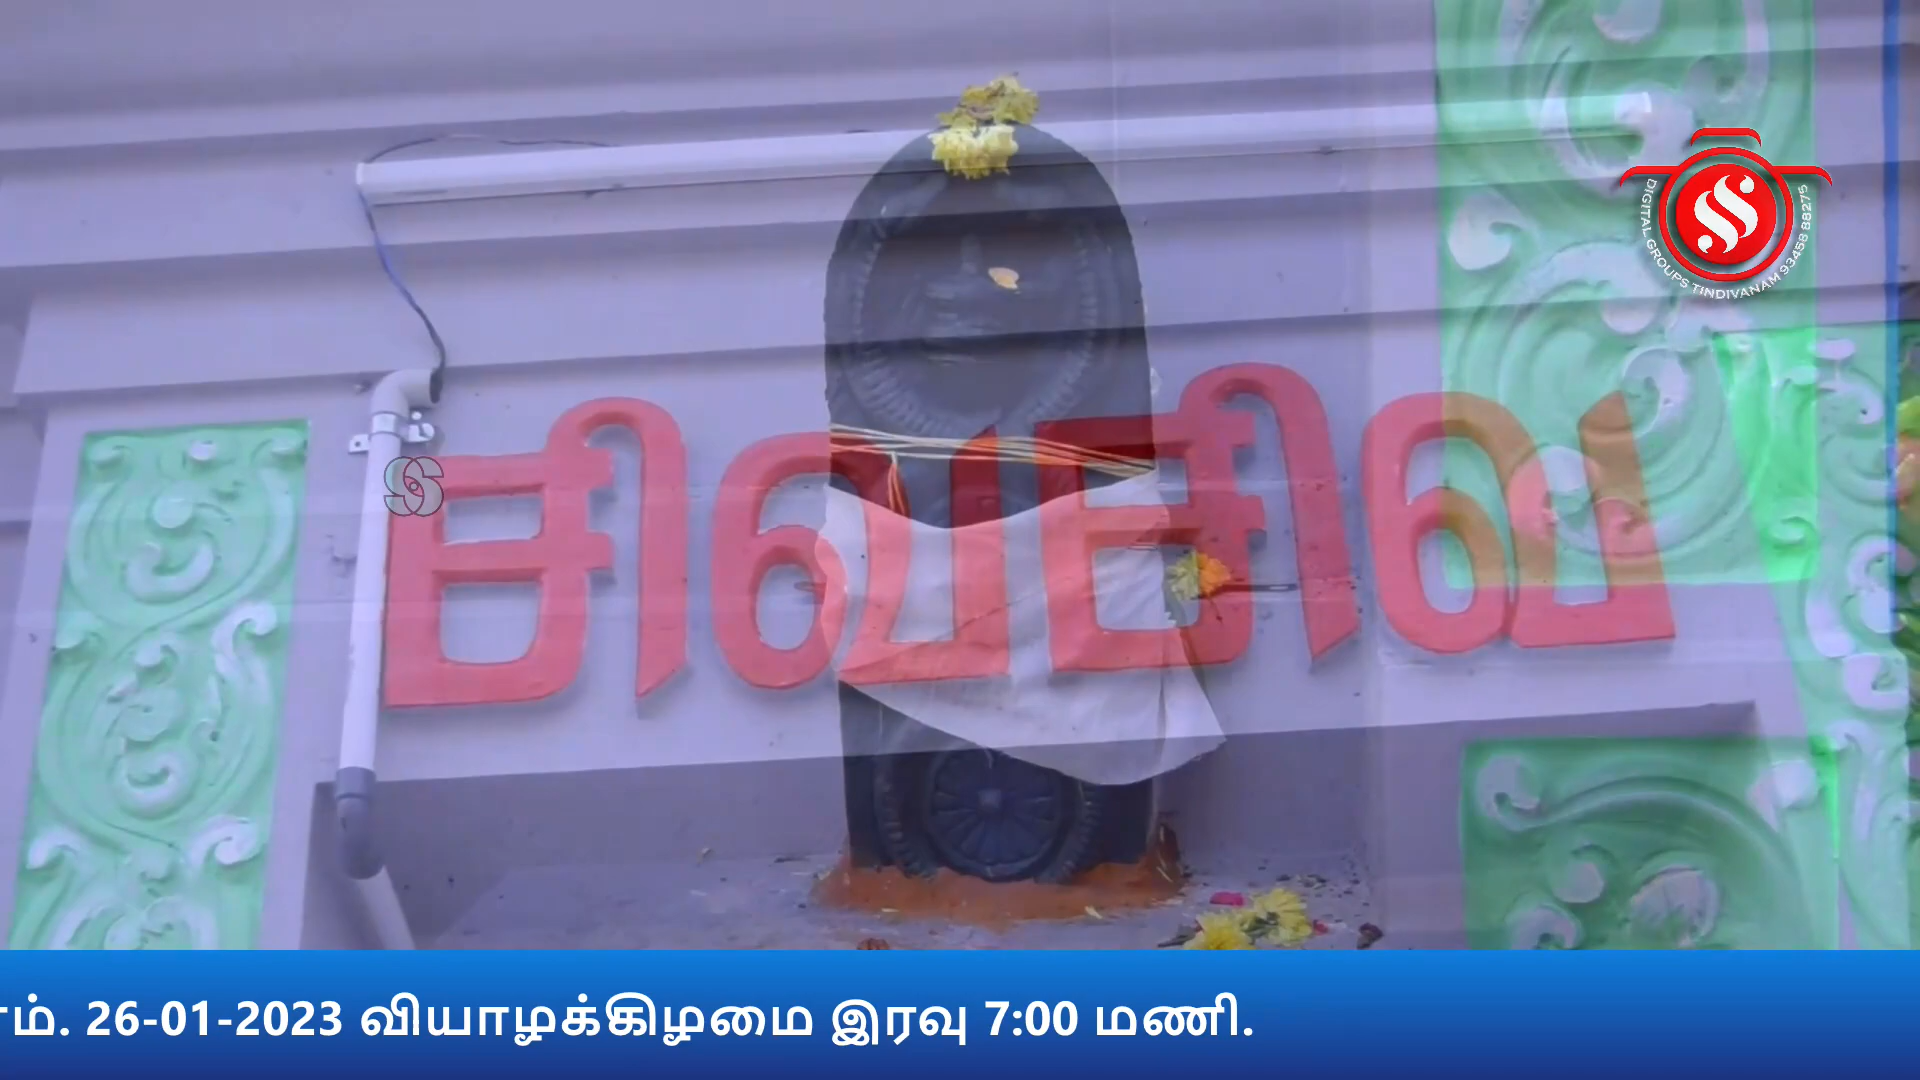 DIGITAL GROUPS TINDIVANAM 93458 88275
சிவசிவ
ம். 26-01-2023 வியாழக்கிழமை இரவு 7:00 மணி.